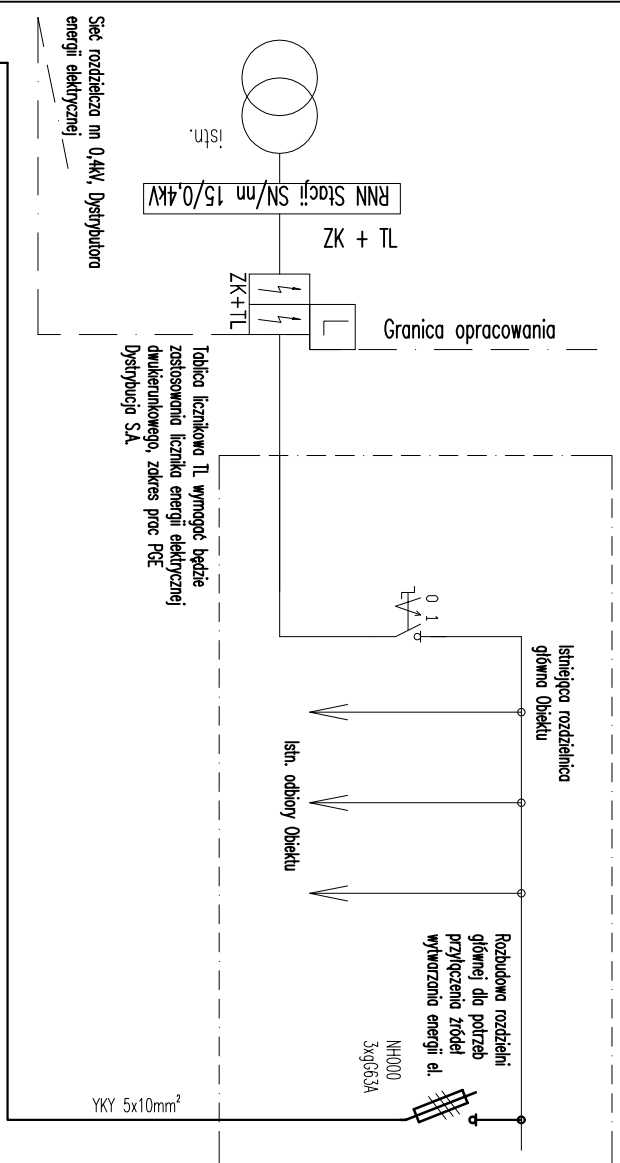 Sieć rozdzielcza nn 0,4kV, Dystrybutora
energii elektrycznej
istn.
RNN Stacji SN/nn 15/0,4kV
ZK + TL
ZK+TL
L
Granica opracowania
Tablica licznikowa TL wymagać będzie
zastosowania licznika energii elektrycznej
dwukierunkowego, zakres prac PGE
Dystrybucja S.A.
0 1
Istniejąca rozdzielnica
główna Obiektu
Istn. odbiory Obiektu
Rozbudowa rozdzielni
głównej dla potrzeb
przyłączenia źródeł
wytwarzania energii el.
NH000
3xgG63A
YKY 5x10mm²